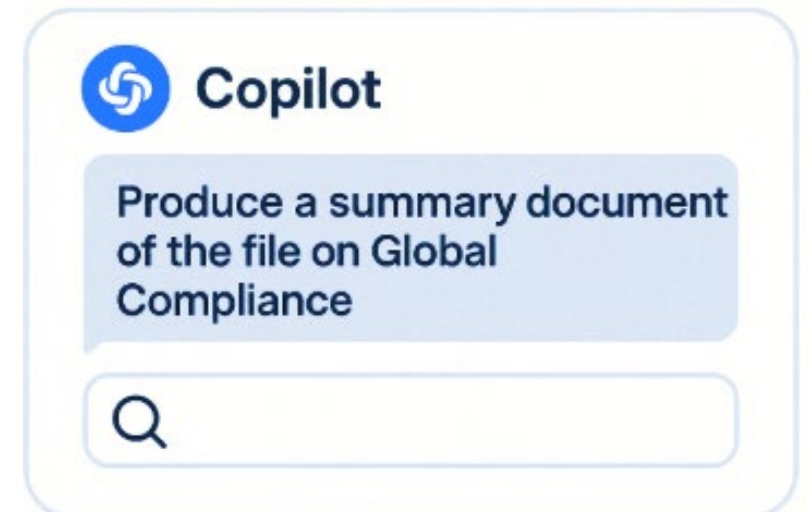 Copilot
Produce a summary document
of the file on Global
Compliance